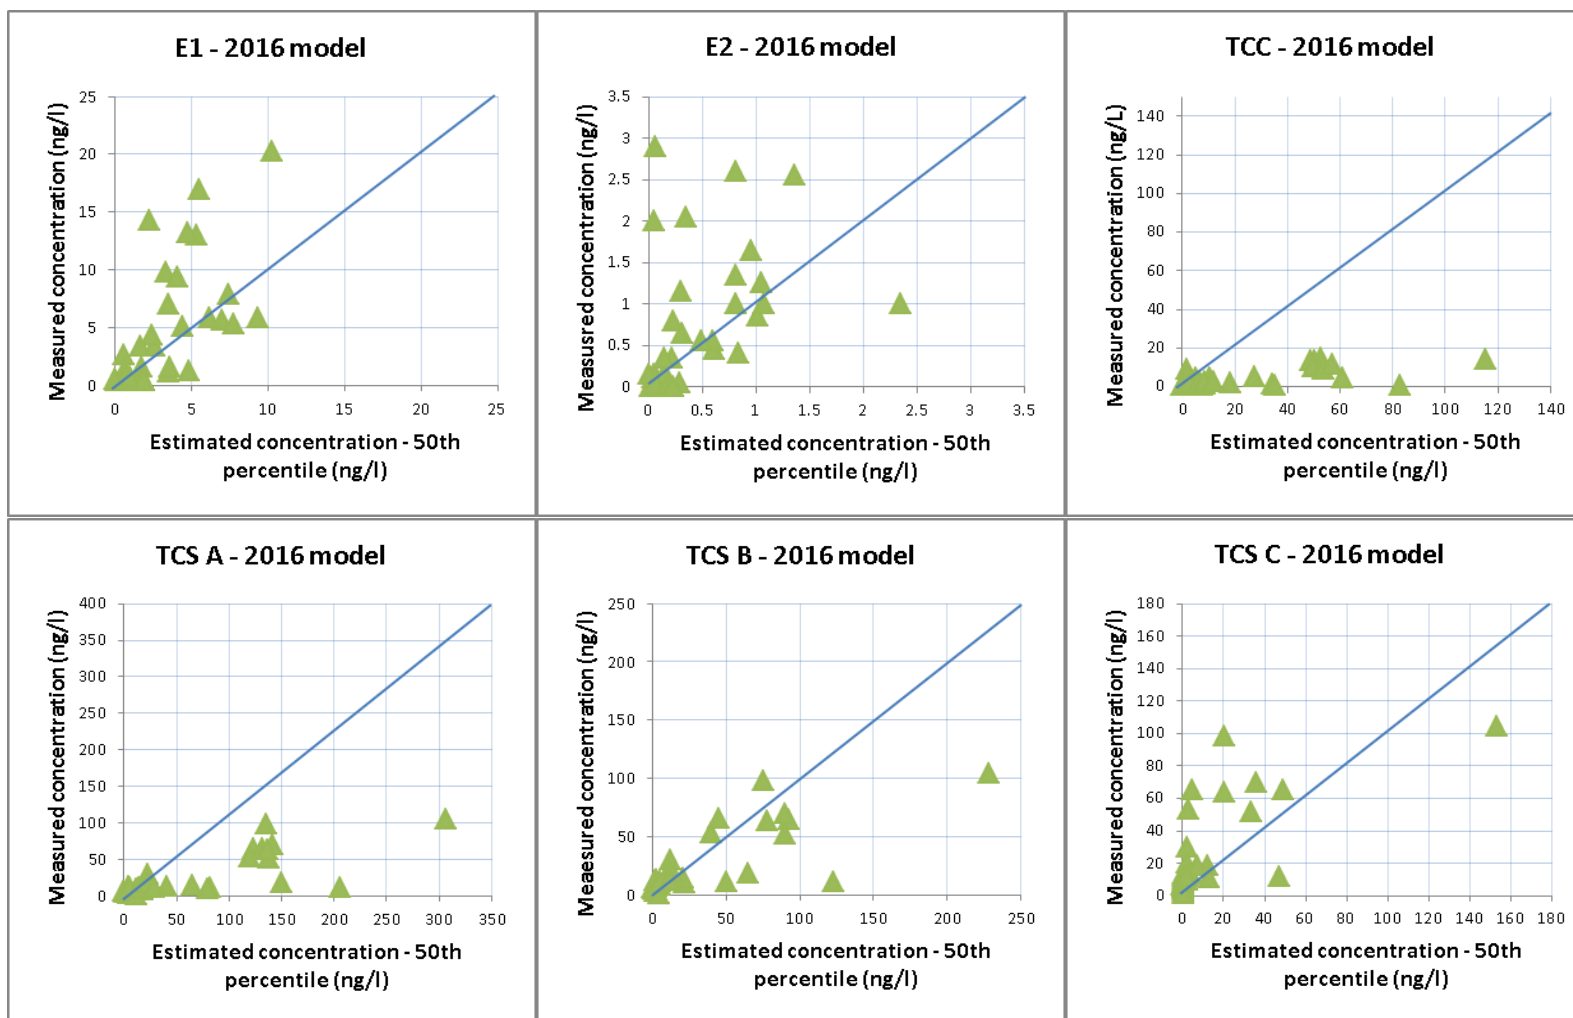 E1 - 2016 model
Measured concentration (ng/l)
25
20
15
10
5
0
0 5 10 15 20 25
Estimated concentration - 50th
percentile (ng/l)
E2 - 2016 model
Measusred concentration (ng/l)
3.5
3
2.5
2
1.5
1
0.5
0
0 0.5 1 1.5 2 2.5 3 3.5
Estimated concentration - 50th
percentile (ng/l)
TCC - 2016 model
Measured concentration (ng/L)
140
120
100
80
60
40
20
0
0 20 40 60 80 100 120 140
Estimated concentration - 50th
percentile (ng/l)
TCS A - 2016 model
Measured concentration (ng/l)
400
350
300
250
200
150
100
50
0
0 50 100 150 200 250 300 350
Estimated concentration - 50th
percentile (ng/l)
TCS B - 2016 model
Meaesured concentration (ng/l)
250
200
150
100
50
0
0 50 100 150 200 250
Estimated concentration - 50th
percentile (ng/l)
TCS C - 2016 model
Measured concentration (ng/l)
180
160
140
120
100
80
60
40
20
0
0 20 40 60 80 100 120 140 160 180
Estimated concentration - 50th
percentile (ng/l)